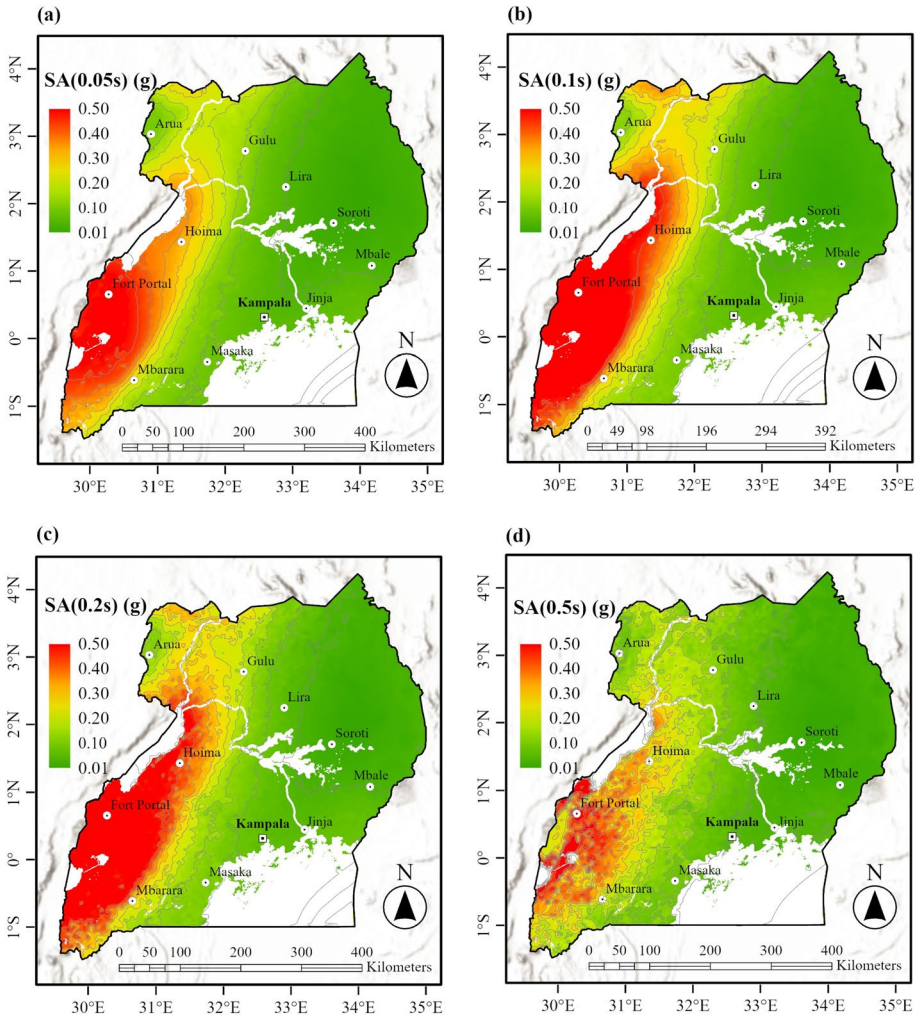 (a)
SA(0.05s) (g)
0.50
0.40
0.30
0.20
0.10
0.01
4°N
3°N
2°N
1°N
0°
1°S
Arua
Gulu
Lira
Soroti
Hoima
Mbale
Fort Portal
Kampala
Jinja
Masaka
Mbarara
N
0 50 100 200 300 400
Kilometers
30°E 31°E 32°E 33°E 34°E 35°E
(b)
SA(0.1s) (g)
0.50
0.40
0.30
0.20
0.10
0.01
4°N
3°N
2°N
1°N
0°
1°S
Arua
Gulu
Lira
Soroti
Hoima
Mbale
Fort Portal
Kampala
Jinja
Masaka
Mbarara
N
0 49 98 196 294 392
Kilometers
30°E 31°E 32°E 33°E 34°E 35°E
(c)
SA(0.2s) (g)
0.50
0.40
0.30
0.20
0.10
0.01
4°N
3°N
2°N
1°N
0°
1°S
Arua
Gulu
Lira
Soroti
Hoima
Mbale
Fort Portal
Kampala
Jinja
Masaka
Mbarara
N
0 50 100 200 300 400
Kilometers
30°E 31°E 32°E 33°E 34°E 35°E
(d)
SA(0.5s) (g)
0.50
0.40
0.30
0.20
0.10
0.01
4°N
3°N
2°N
1°N
0°
1°S
Arua
Gulu
Lira
Soroti
Hoima
Mbale
Fort Portal
Kampala
Jinja
Masaka
Mbarara
N
0 50 100 200 300 400
Kilometers
30°E 31°E 32°E 33°E 34°E 35°E